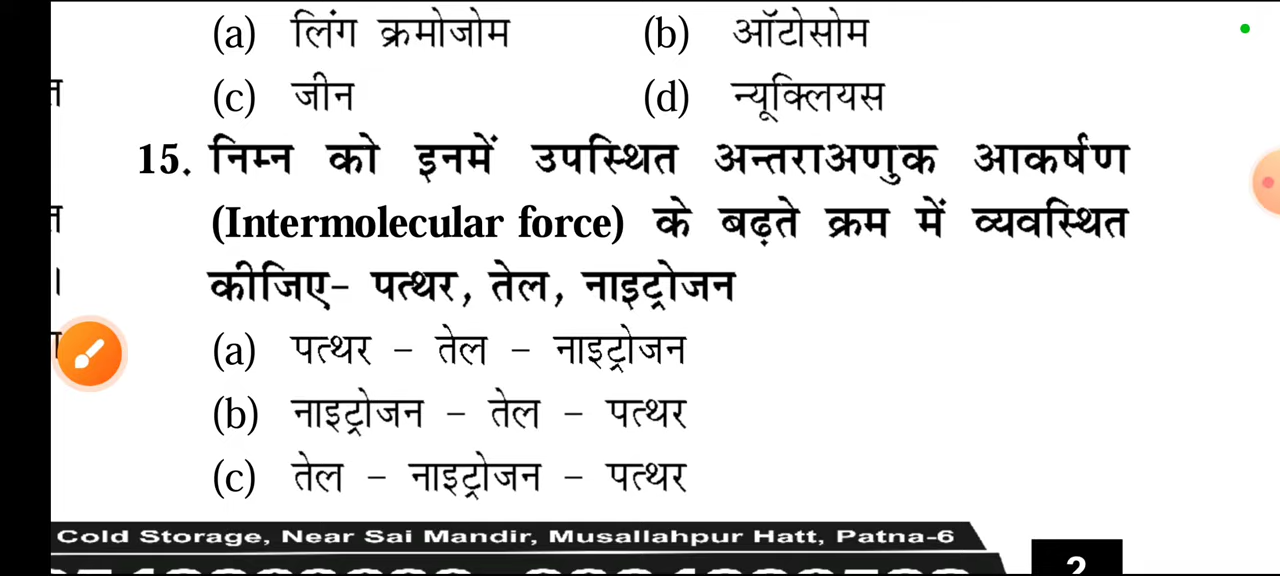 (a) लिंग क्रमोजोम (b) ऑटोसोम
(c) जीन (d) न्यूक्लियस
15. निम्न को इनमें उपस्थित अन्तराअणुक आकर्षण
(Intermolecular force) के बढ़ते क्रम में व्यवस्थित
कीजिए- पत्थर, तेल, नाइट्रोजन
(a) पत्थर – तेल – नाइट्रोजन
(b) नाइट्रोजन – तेल – पत्थर
(c) तेल – नाइट्रोजन – पत्थर
Cold Storage, Near Sai Mandir, Musallahpur Hatt, Patna-6
2